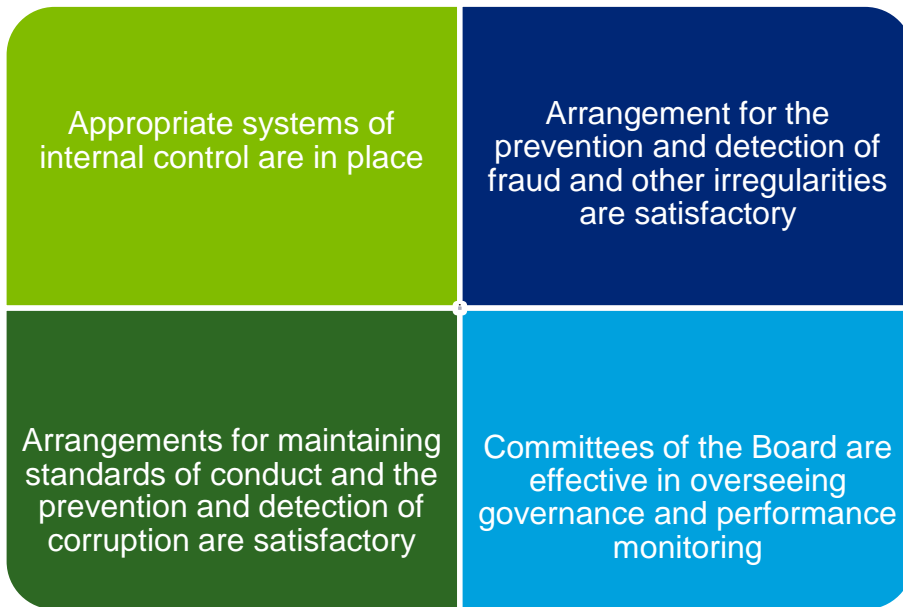 Appropriate systems of
internal control are in place
Arrangement for the
prevention and detection of
fraud and other irregularities
are satisfactory
Arrangements for maintaining
standards of conduct and the
prevention and detection of
corruption are satisfactory
Committees of the Board are
effective in overseeing
governance and performance
monitoring